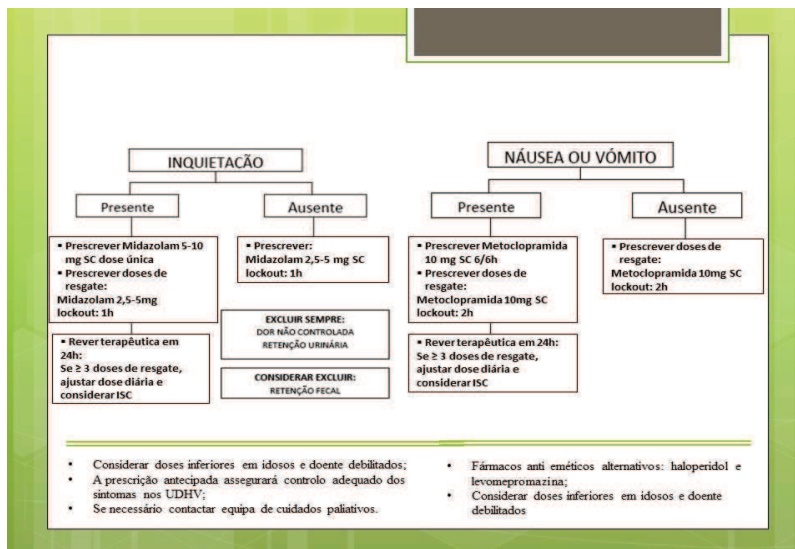 INQUIETAÇÃO
Presente
Ausente
▪ Prescrever Midazolam 5-10
mg SC dose única
▪ Prescrever doses de
resgate:
Midazolam 2,5-5mg
lockout: 1h
▪ Prescrever:
Midazolam 2,5-5 mg SC
lockout: 1h
▪ Rever terapêutica em
24h:
Se ≥ 3 doses de resgate,
ajustar dose diária e
considerar ISC
EXCLUIR SEMPRE:
DOR NÃO CONTROLADA
RETENÇÃO URINÁRIA
CONSIDERAR EXCLUIR:
RETENÇÃO FECAL
NÁUSEA OU VÓMITO
Presente
Ausente
▪ Prescrever Metoclopramida
10 mg SC 6/6h
▪ Prescrever doses de
resgate:
Metoclopramida 10mg SC
lockout: 2h
▪ Prescrever doses de
resgate:
Metoclopramida 10mg SC
lockout: 2h
▪ Rever terapêutica em 24h:
Se ≥ 3 doses de resgate,
ajustar dose diária e
considerar ISC
• Considerar doses inferiores em idosos e doente debilitados;
• A prescrição antecipada assegurará controlo adequado dos
sintomas nos UDHV;
• Se necessário contactar equipa de cuidados paliativos.
• Fármacos anti eméticos alternativos: haloperidol e
levomepromazina;
• Considerar doses inferiores em idosos e doente
debilitados